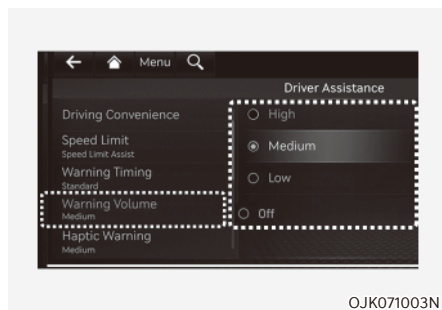 Menu
Driver Assistance
Driving Convenience
Speed Limit
Speed Limit Assist
Warning Timing
Standard
Warning Volume
Medium
Haptic Warning
Medium
High
Medium
Low
Off
OJK071003N